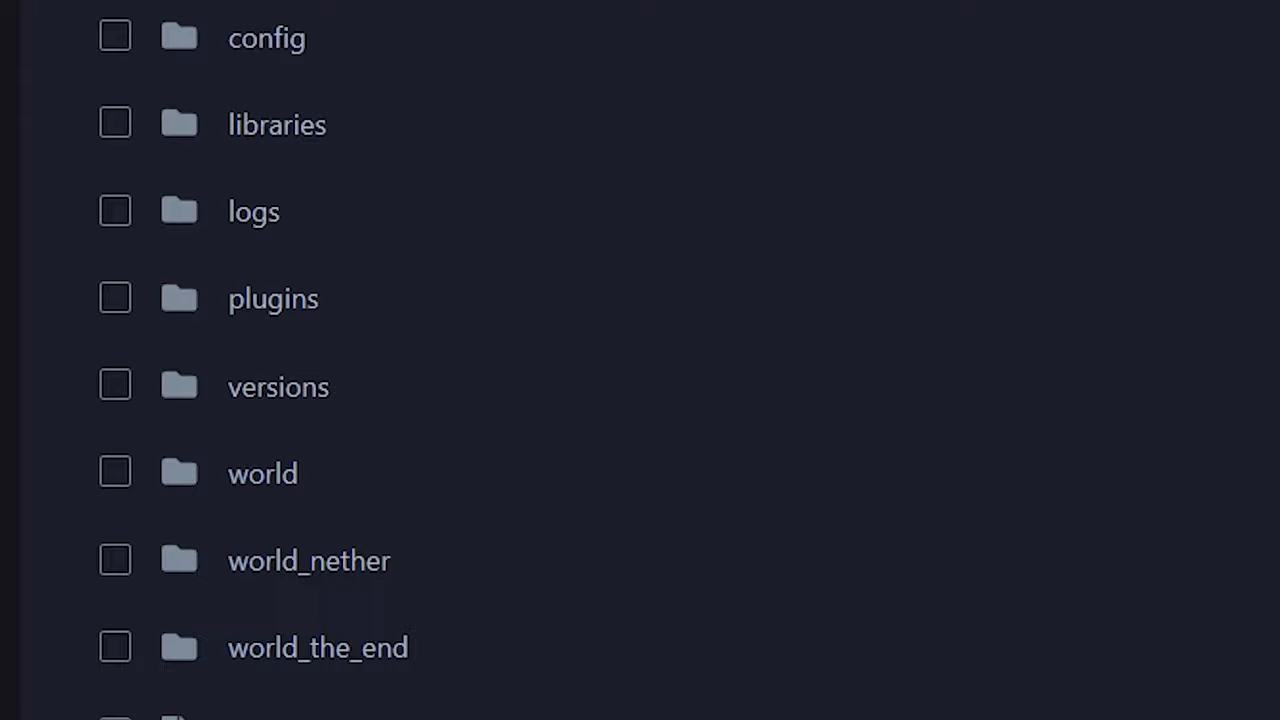 config
libraries
logs
plugins
versions
world
world_nether
world_the_end